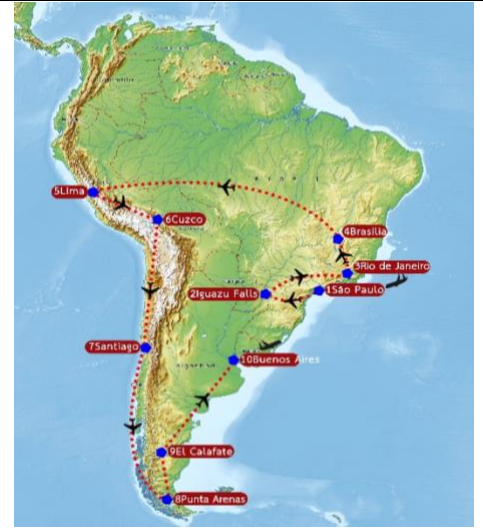 5Lima
6Cuzco
4Brasilia
3Rio de Janeiro
2Iguazu Falls
1São Paulo
7Santiago
10Buenos Aires
9El Calafate
8Punta Arenas